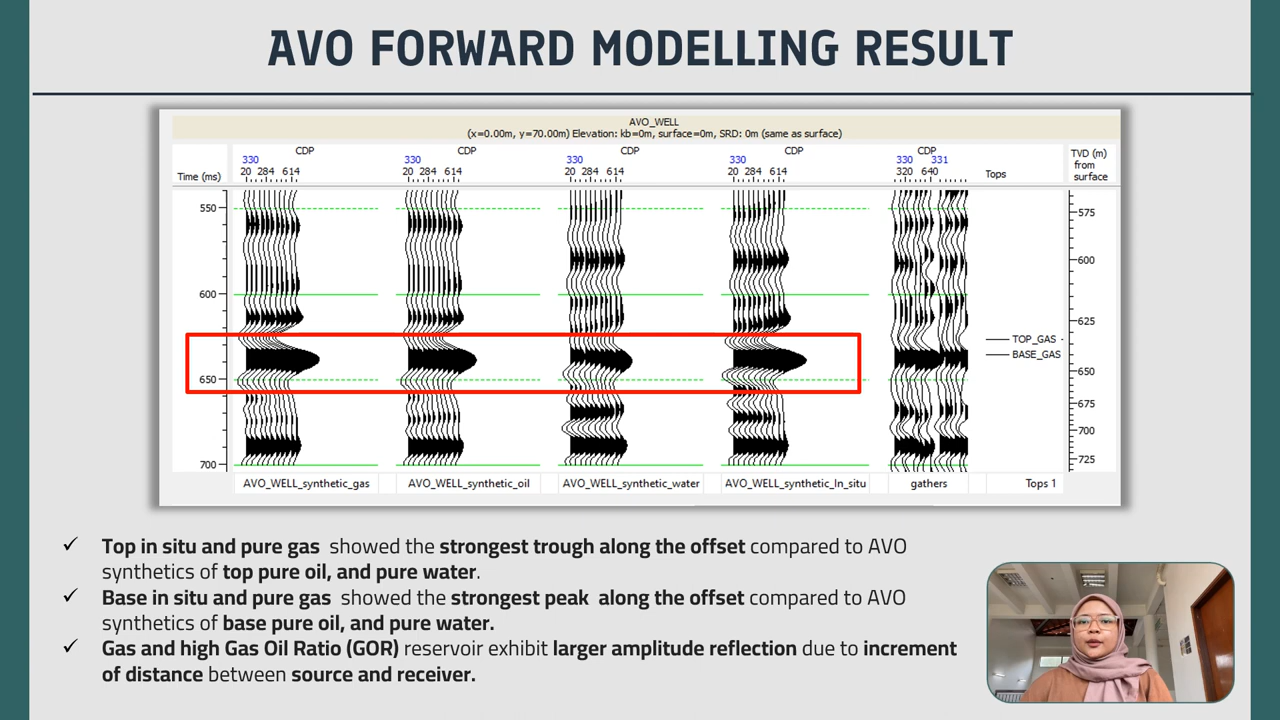 AVO FORWARD MODELLING RESULT
AVO_WELL
(x=0.00m, y=70.00m) Elevation: kb=0m, surface=0m, SRD: 0m (same as surface)
CDP CDP CDP CDP CDP
330 330 330 330 330 331
Time (ms) 20 284 614 20 284 614 20 284 614 20 284 614 320 640 Tops
TVD (m)
from
surface
550
600
650
700
575
600
625
650
675
700
725
TOP_GAS
BASE_GAS
AVO_WELL_synthetic_gas AVO_WELL_synthetic_oil AVO_WELL_synthetic_water AVO_WELL_synthetic_In_situ gathers Tops 1
✓ Top in situ and pure gas showed the strongest trough along the offset compared to AVO
synthetics of top pure oil, and pure water.
✓ Base in situ and pure gas showed the strongest peak along the offset compared to AVO
synthetics of base pure oil, and pure water.
✓ Gas and high Gas Oil Ratio (GOR) reservoir exhibit larger amplitude reflection due to increment
of distance between source and receiver.